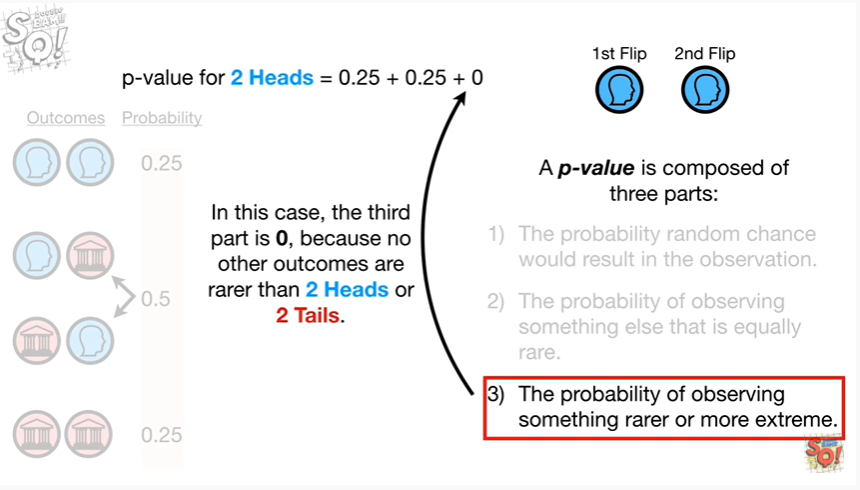 DOUBLE
BAM!!!
SQ!
1st Flip 2nd Flip
p-value for 2 Heads = 0.25 + 0.25 + 0
Outcomes Probability
0.25
0.5
0.25
In this case, the third
part is 0, because no
other outcomes are
rarer than 2 Heads or
2 Tails.
A p-value is composed of
three parts:
1) The probability random chance
would result in the observation.
2) The probability of observing
something else that is equally
rare.
3) The probability of observing
something rarer or more extreme.
SQ!